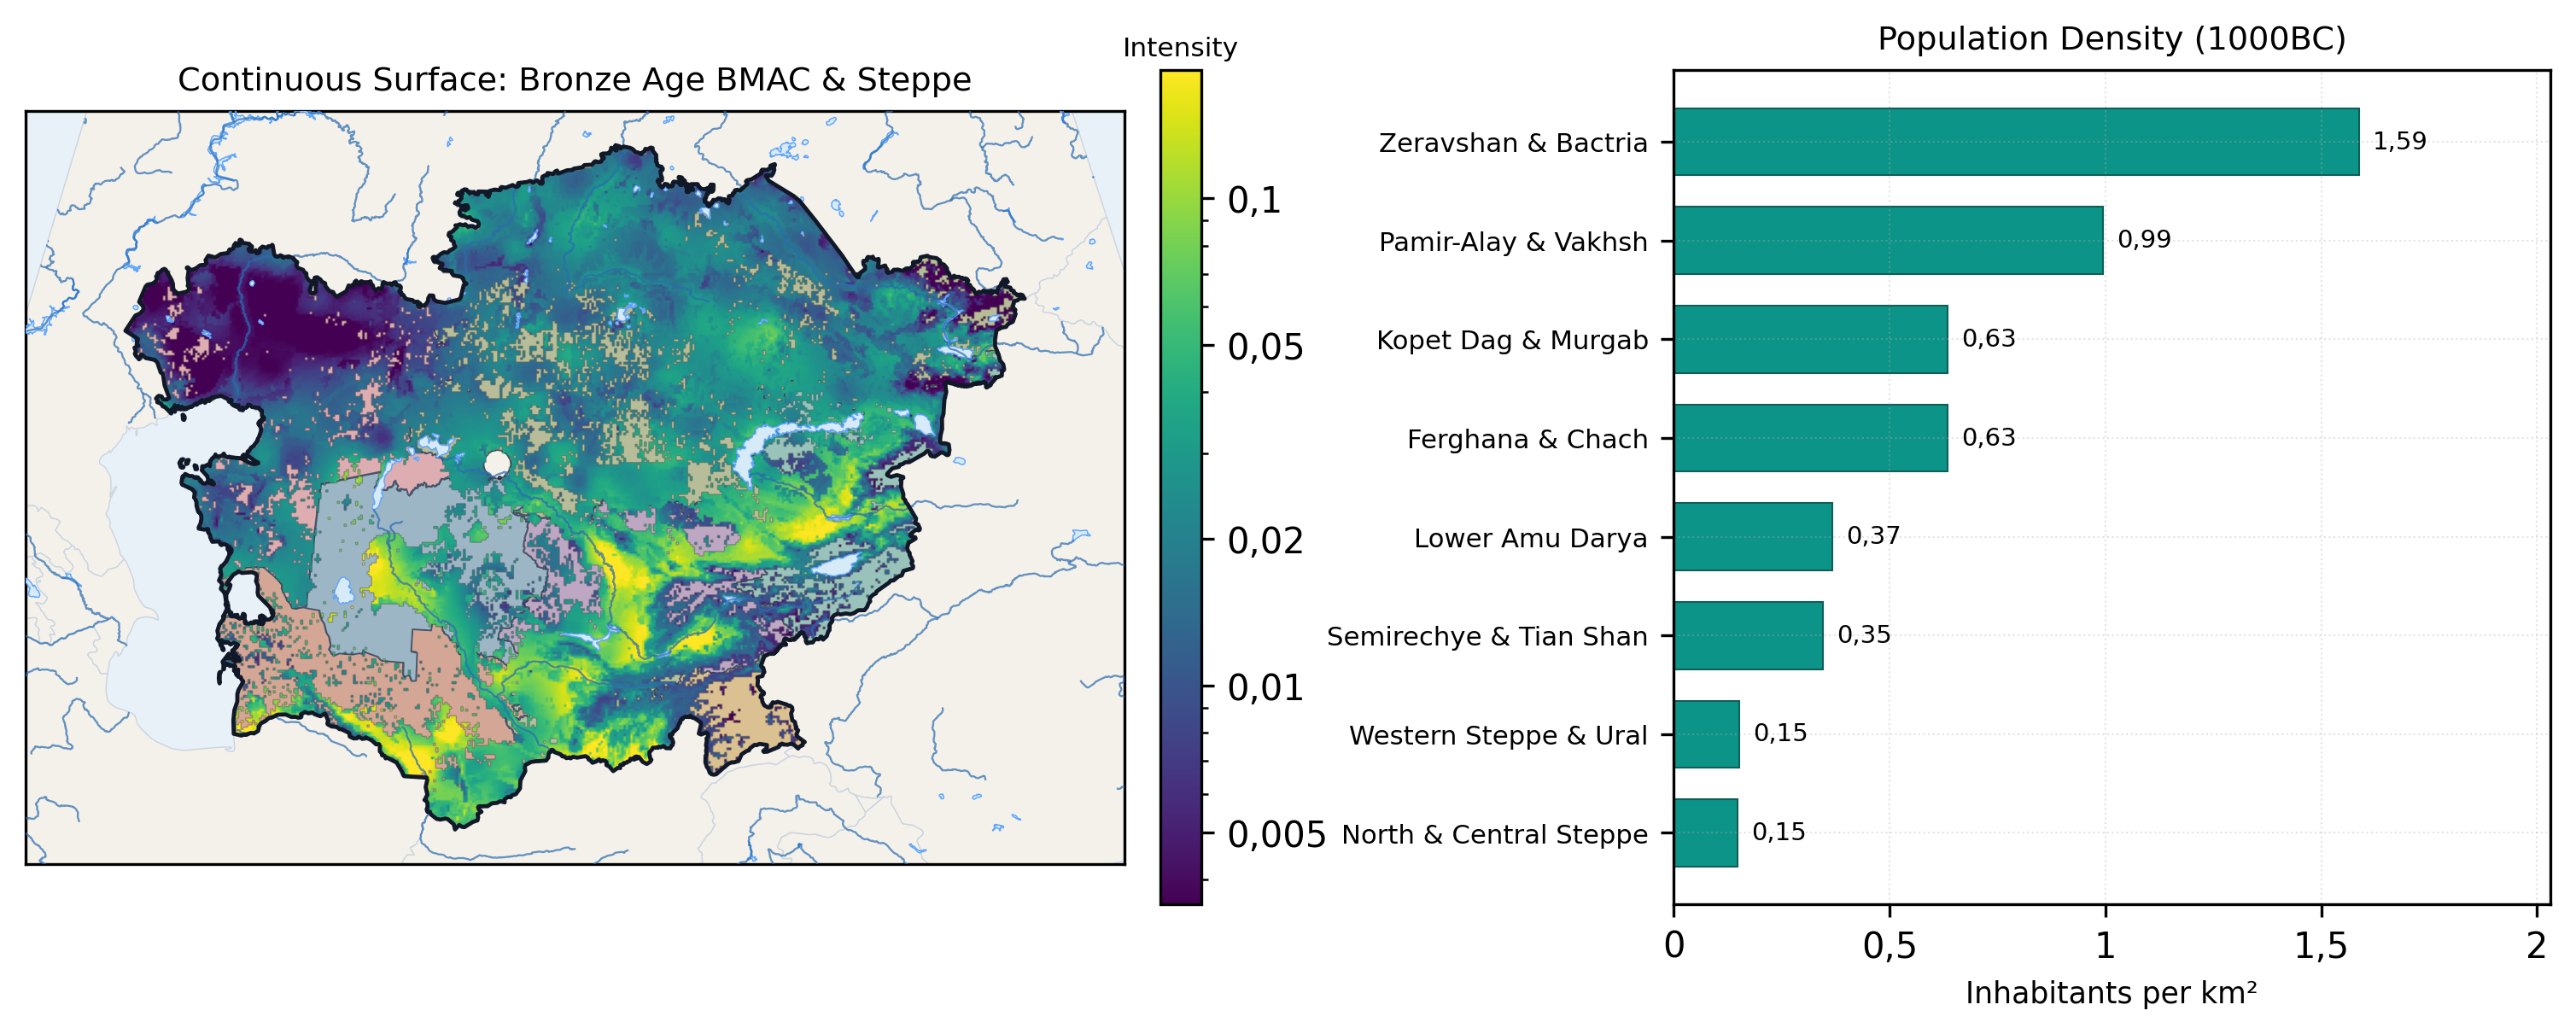 Continuous Surface: Bronze Age BMAC & Steppe
Intensity
0,1
0,05
0,02
0,01
0,005
Population Density (1000BC)
Zeravshan & Bactria
1,59
Pamir-Alay & Vakhsh
0,99
Kopet Dag & Murgab
0,63
Ferghana & Chach
0,63
Lower Amu Darya
0,37
Semirechye & Tian Shan
0,35
Western Steppe & Ural
0,15
North & Central Steppe
0,15
0
0,5
1
1,5
2
Inhabitants per km²